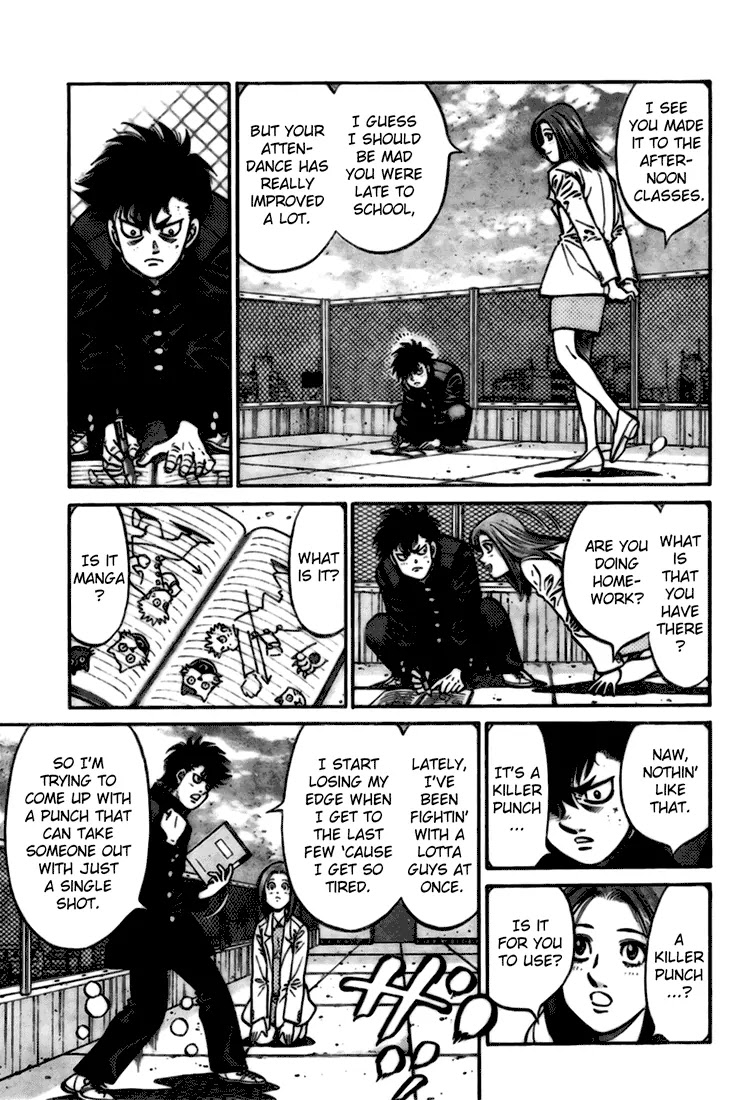 I SEE
YOU MADE
IT TO THE
AFTER-
NOON
CLASSES.
I GUESS
I SHOULD
BE MAD
YOU WERE
LATE TO
SCHOOL,
BUT YOUR
ATTEN-
DANCE HAS
REALLY
IMPROVED
A LOT.
WHAT
IS
THAT
YOU
HAVE
THERE
?
ARE YOU
DOING
HOME-
WORK?
WHAT
IS IT?
IS IT
MANGA
?
NAW,
NOTHIN'
LIKE
THAT.
IT'S A
KILLER
PUNCH
...
A
KILLER
PUNCH
...?
IS IT
FOR YOU
TO USE?
LATELY,
I'VE
BEEN
FIGHTIN'
WITH A
LOTTA
GUYS AT
ONCE.
I START
LOSING MY
EDGE WHEN
I GET TO
THE LAST
FEW 'CAUSE
I GET SO
TIRED.
SO I'M
TRYING TO
COME UP WITH
A PUNCH THAT
CAN TAKE
SOMEONE OUT
WITH JUST
A SINGLE
SHOT.